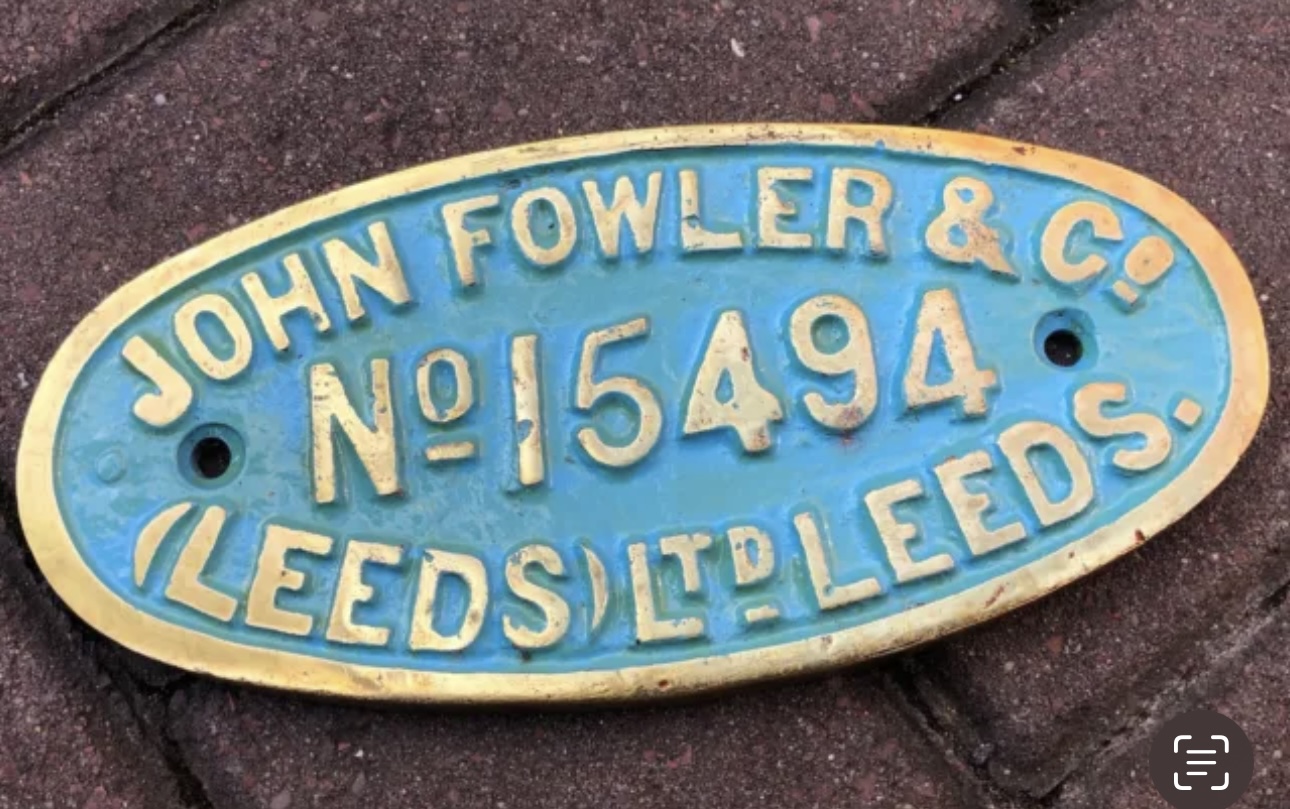 JOHN FOWLER & Cº
Nº 15494
(LEEDS) LTD LEEDS.